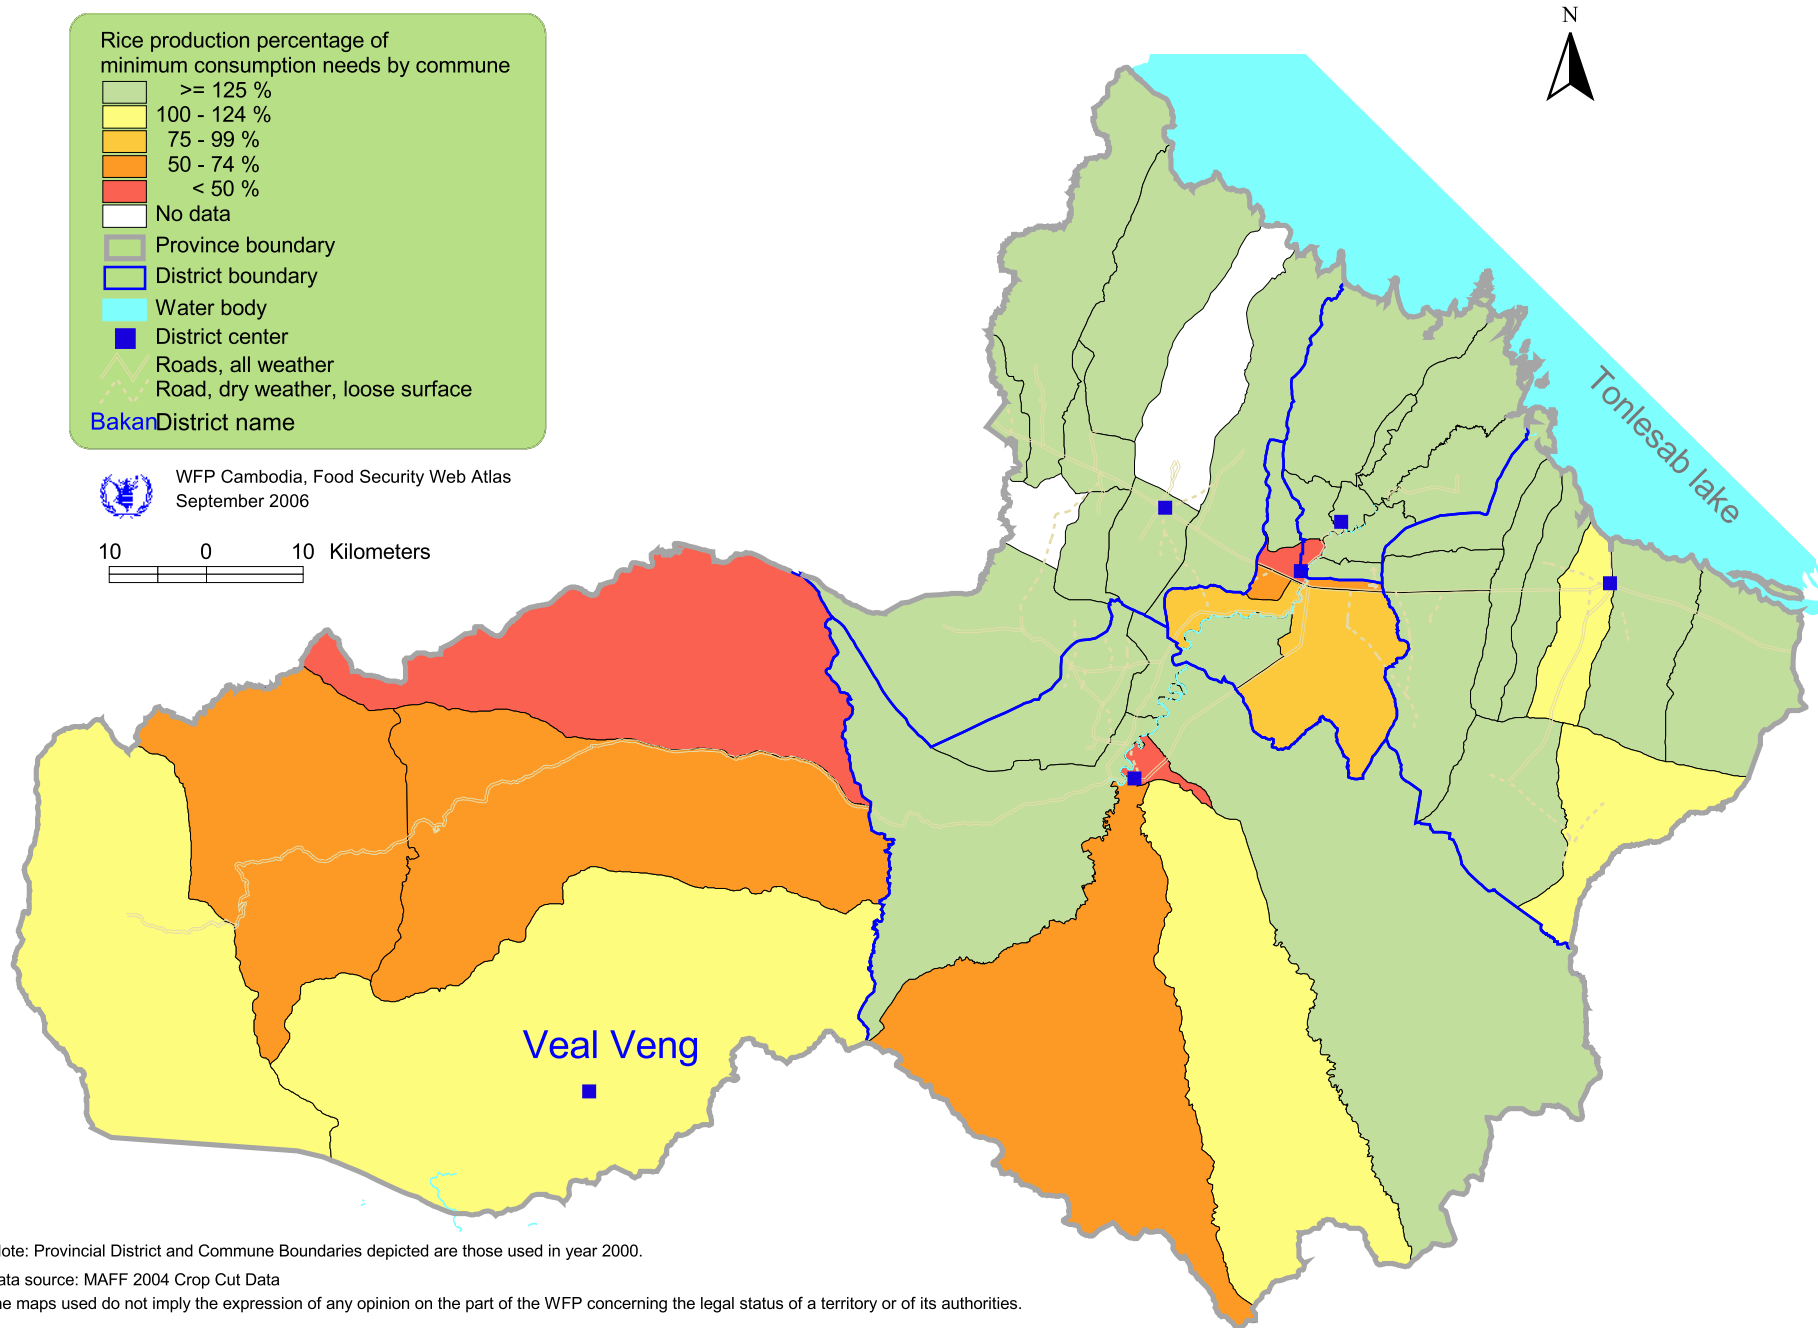 Rice production percentage of
minimum consumption needs by commune
>= 125 %
100 - 124 %
75 - 99 %
50 - 74 %
< 50 %
No data
Province boundary
District boundary
Water body
District center
Roads, all weather
Road, dry weather, loose surface
Bakan District name
WFP Cambodia, Food Security Web Atlas
September 2006
10 0 10 Kilometers
N
Tonlesab lake
Veal Veng
lote: Provincial District and Commune Boundaries depicted are those used in year 2000.
ata source: MAFF 2004 Crop Cut Data
he maps used do not imply the expression of any opinion on the part of the WFP concerning the legal status of a territory or of its authorities.